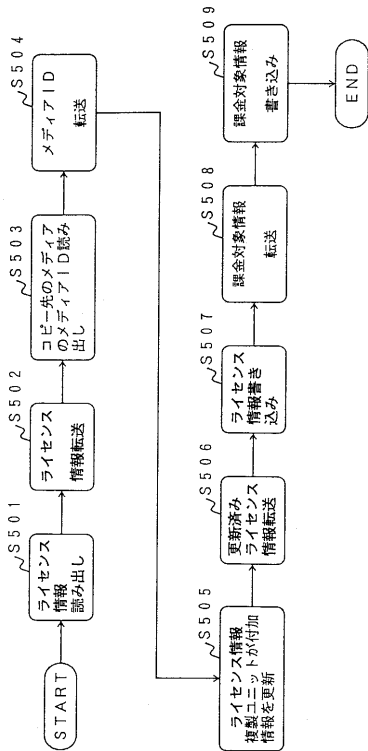 START
S501
ライセンス
情報
読み出し
S502
ライセンス
情報転送
S503
コピー先のメディア
のメディアID読み
出し
S504
メディアID
転送
S505
ライセンス情報
複製ユニットが付加
情報を更新
S506
更新済み
ライセンス
情報転送
S507
ライセンス
情報書き
込み
S508
課金対象情報
転送
S509
課金対象情報
書き込み
END